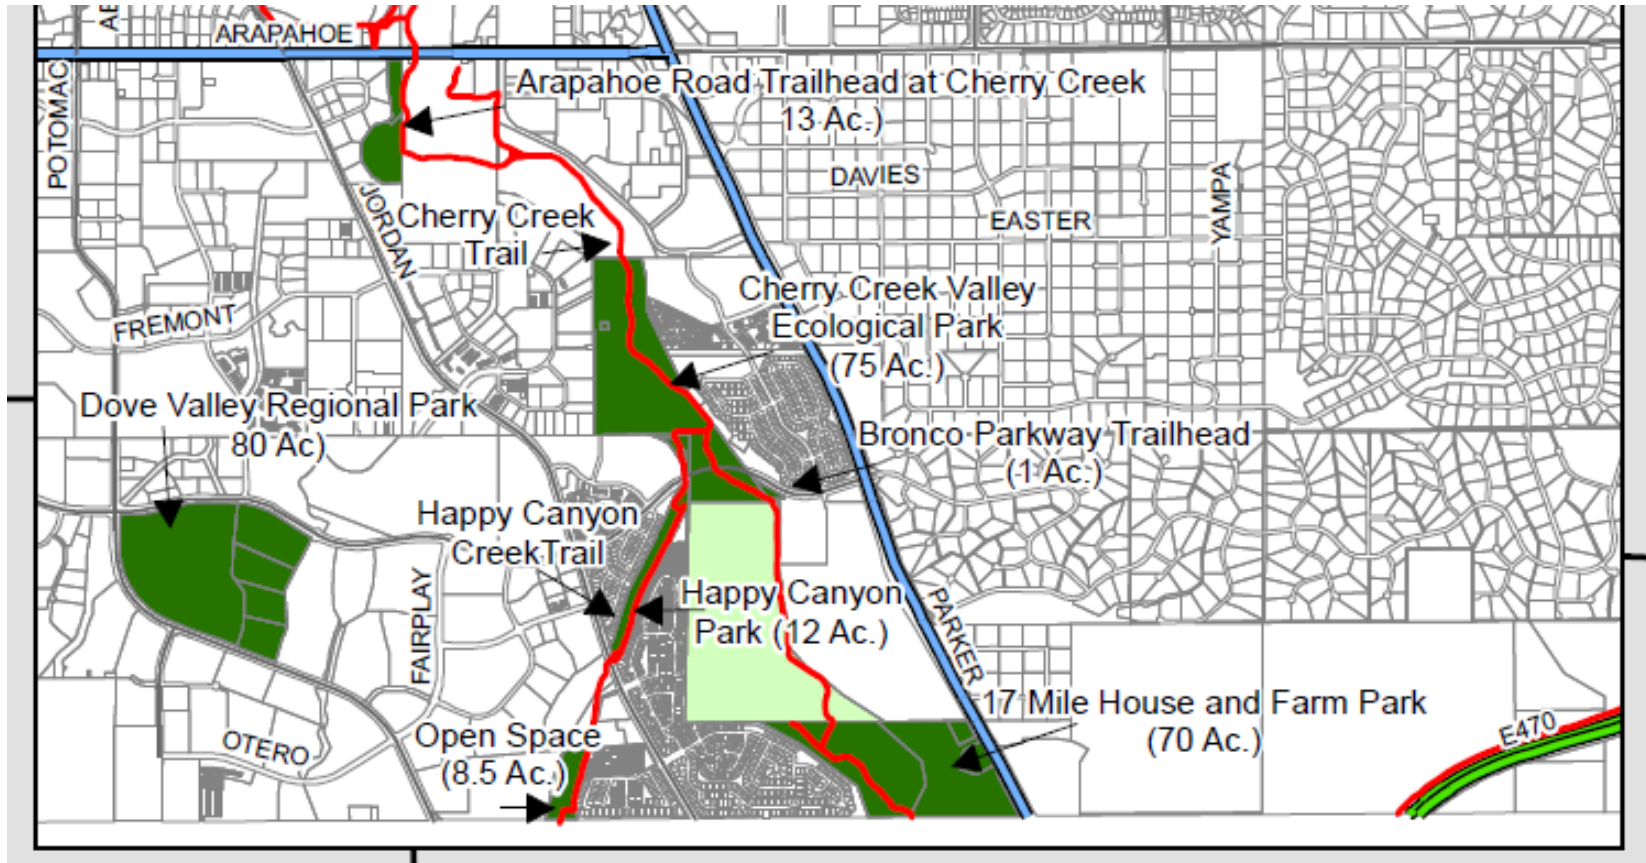 ARAPAHOE
POTOMAC
Arapahoe Road Trailhead at Cherry Creek
13 Ac.)
DAVIES
YAMPA
JORDAN
Cherry Creek
Trail
EASTER
Cherry Creek Valley
Ecological Park
(75 Ac.)
FREMONT
Dove Valley Regional Park
80 Ac)
Bronco Parkway Trailhead
(1 Ac.)
Happy Canyon
CreekTrail
FAIRPLAY
Happy Canyon
Park (12 Ac.)
PARKER
17 Mile House and Farm Park
(70 Ac.)
OTERO
Open Space
(8.5 Ac.)
E470